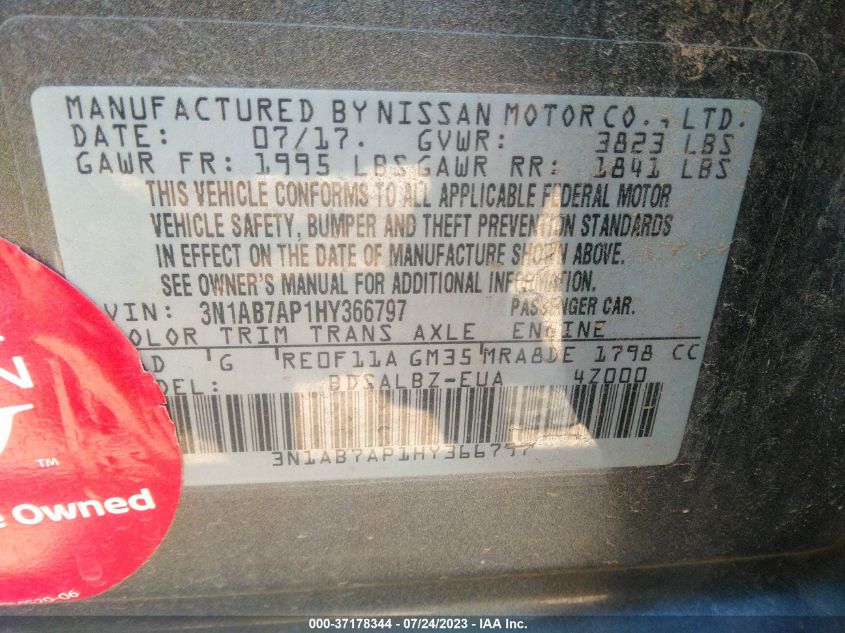 MANUFACTURED BY NISSAN MOTOR CO., LTD.
DATE: 07/17. GVWR: 3823 LBS
GAWR FR: 1995 LBS GAWR RR: 1841 LBS
THIS VEHICLE CONFORMS TO ALL APPLICABLE FEDERAL MOTOR
VEHICLE SAFETY, BUMPER AND THEFT PREVENTION STANDARDS
IN EFFECT ON THE DATE OF MANUFACTURE SHOWN ABOVE.
SEE OWNER'S MANUAL FOR ADDITIONAL INFORMATION.
VIN: 3N1AB7AP1HY366797 PASSENGER CAR.
OLOR TRIM TRANS AXLE ENGINE
D G RE0F11A GM35 MRA8DE 1798 CC
DEL: BDSALBZ-EUA 4Z000
3N1AB7AP1HY366797
TM
e Owned
000-37178344 - 07/24/2023 - IAA Inc.